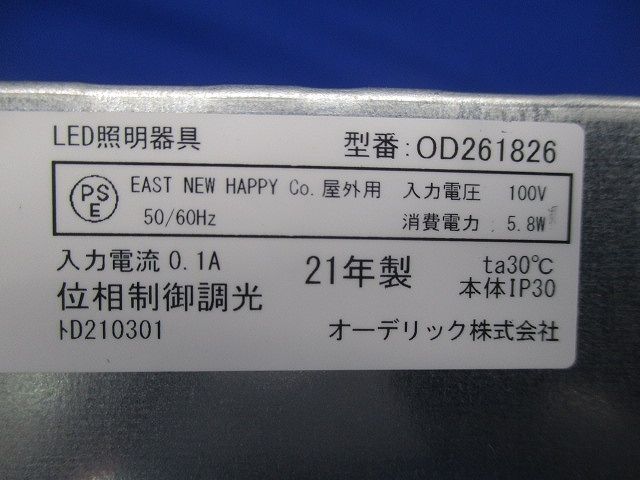 LED照明器具 型番:OD261826
PSE EAST NEW HAPPY Co. 屋外用 入力電圧 100V
50/60Hz 消費電力: 5.8W
入力電流 0.1A 21年製 ta30℃
位相制御調光 本体IP30
ﾄD210301 オーデリック株式会社